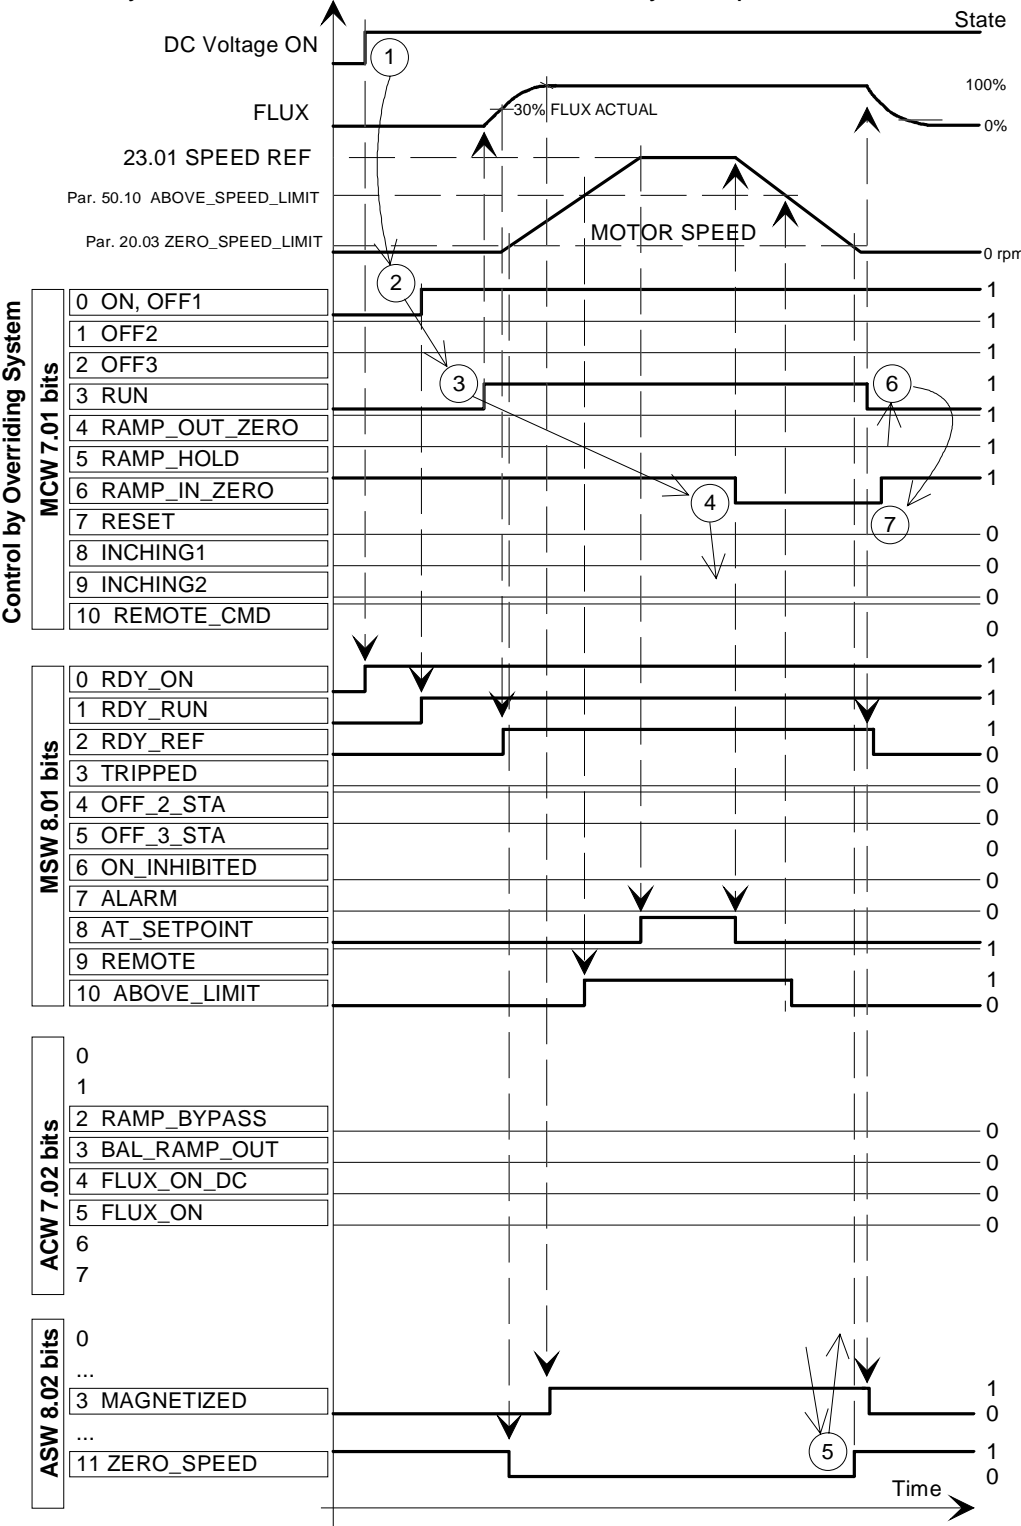 State
DC Voltage ON
1
100%
FLUX
30% FLUX ACTUAL
0%
23.01 SPEED REF
Par. 50.10 ABOVE_SPEED_LIMIT
MOTOR SPEED
Par. 20.03 ZERO_SPEED_LIMIT
0 rpm
2
Control by Overriding System
MCW 7.01 bits
0 ON, OFF1 1
1 OFF2 1
2 OFF3 1
3 6
3 RUN 1
4 RAMP_OUT_ZERO 1
5 RAMP_HOLD 1
6 RAMP_IN_ZERO 1
4
7
7 RESET 0
8 INCHING1 0
9 INCHING2 0
10 REMOTE_CMD 0
MSW 8.01 bits
0 RDY_ON 1
1 RDY_RUN 1
2 RDY_REF 1
0
3 TRIPPED 0
4 OFF_2_STA 0
5 OFF_3_STA 0
6 ON_INHIBITED 0
7 ALARM 0
8 AT_SETPOINT 1
9 REMOTE 1
10 ABOVE_LIMIT 0
ACW 7.02 bits
0
1
2 RAMP_BYPASS 0
3 BAL_RAMP_OUT 0
4 FLUX_ON_DC 0
5 FLUX_ON 0
6
7
ASW 8.02 bits
0
...
3 MAGNETIZED 1
0
...
5
11 ZERO_SPEED 1
0
Time